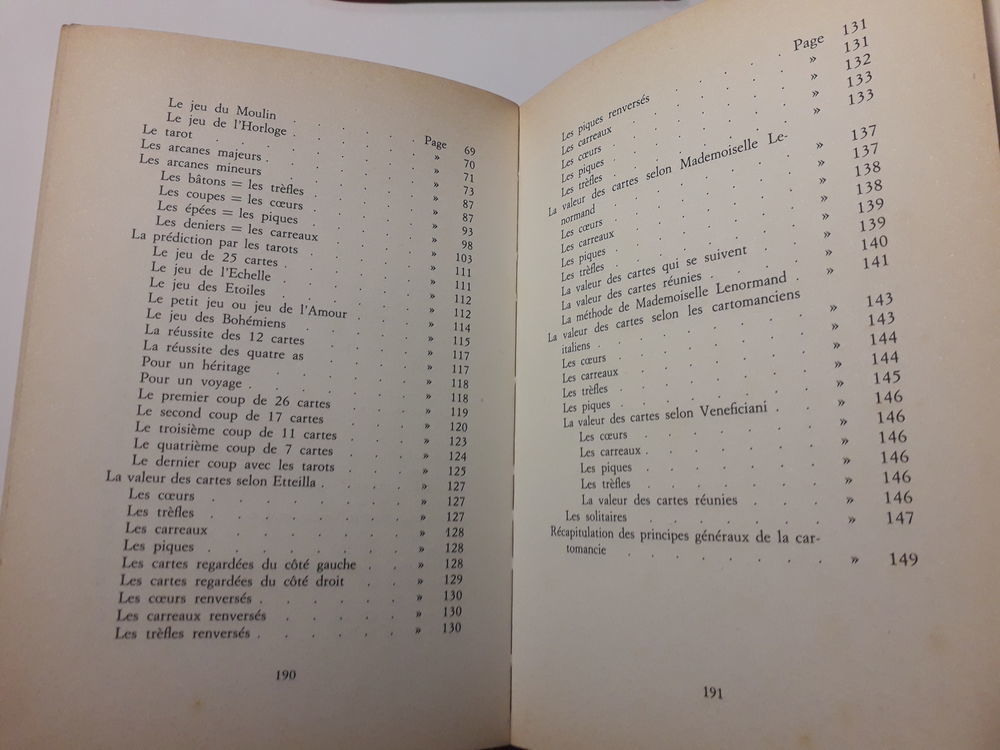 Le jeu du Moulin . . . . . Page 69
Le jeu de l'Horloge . . . . . » 70
Le tarot . . . . . . » 71
Les arcanes majeurs . . . . . » 73
Les arcanes mineurs . . . . . » 87
Les bâtons = les trèfles . . . . » 87
Les coupes = les cœurs . . . . » 93
Les épées = les piques . . . . » 98
Les deniers = les carreaux . . . . » 103
La prédiction par les tarots . . . . » 111
Le jeu de 25 cartes . . . . . » 111
Le jeu de l'Echelle . . . . . » 112
Le jeu des Etoiles . . . . . » 112
Le petit jeu ou jeu de l'Amour . . . » 114
Le jeu des Bohémiens . . . . . » 115
La réussite des 12 cartes . . . . » 117
La réussite des quatre as . . . . » 117
Pour un héritage . . . . . » 118
Pour un voyage . . . . . . » 118
Le premier coup de 26 cartes . . . » 119
Le second coup de 17 cartes . . . » 120
Le troisième coup de 11 cartes . . . » 123
Le quatrième coup de 7 cartes . . . » 124
Le dernier coup avec les tarots . . . » 125
La valeur des cartes selon Etteilla . . . . » 127
Les cœurs . . . . . . » 127
Les trèfles . . . . . . » 127
Les carreaux . . . . . . » 128
Les piques . . . . . . » 128
Les cartes regardées du côté gauche . . » 128
Les cartes regardées du côté droit . . » 129
Les cœurs renversés . . . . . » 130
Les carreaux renversés . . . . » 130
Les trèfles renversés . . . . . » 130
190
Les piques renversés . . . . Page 131
Les carreaux . . . . . » 131
Les cœurs . . . . . » 132
Les piques . . . . . » 133
Les trèfles . . . . . » 133
La valeur des cartes selon Mademoiselle Le-
normand . . . . . » 137
Les cœurs . . . . . » 137
Les carreaux . . . . . » 138
Les piques . . . . . » 138
Les trèfles . . . . . » 139
La valeur des cartes qui se suivent . . » 139
La valeur des cartes réunies . . . » 140
La méthode de Mademoiselle Lenormand . » 141
La valeur des cartes selon les cartomanciens
italiens . . . . . » 143
Les cœurs . . . . . » 143
Les carreaux . . . . . » 144
Les trèfles . . . . . » 144
Les piques . . . . . » 145
La valeur des cartes selon Veneficiani . . » 146
Les cœurs . . . . . » 146
Les carreaux . . . . . » 146
Les piques . . . . . » 146
Les trèfles . . . . . » 146
La valeur des cartes réunies . . . » 146
Les solitaires . . . . . . » 147
Récapitulation des principes généraux de la car-
tomancie . . . . . . » 149
191